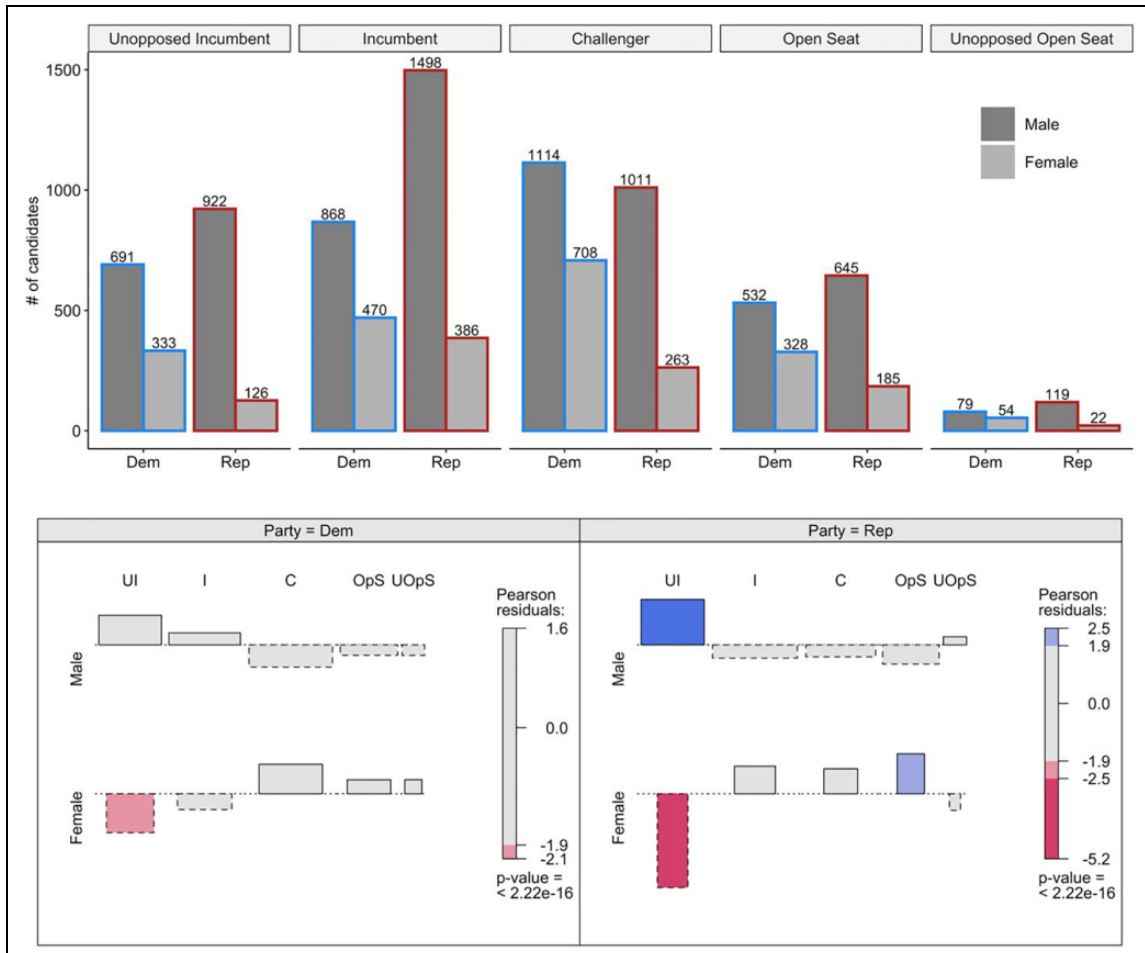 Unopposed Incumbent Incumbent Challenger Open Seat Unopposed Open Seat
1500
1000
500
0
# of candidates
691 333 922 126
868 470 1498 386
1114 708 1011 263
532 328 645 185
79 54 119 22
Male
Female
Dem Rep Dem Rep Dem Rep Dem Rep Dem Rep
Party = Dem
UI I C OpS UOpS
Male
Female
Pearson
residuals:
1.6
0.0
-1.9
-2.1
p-value =
< 2.22e-16
Party = Rep
UI I C OpS UOpS
Male
Female
Pearson
residuals:
2.5
1.9
0.0
-1.9
-2.5
-5.2
p-value =
< 2.22e-16